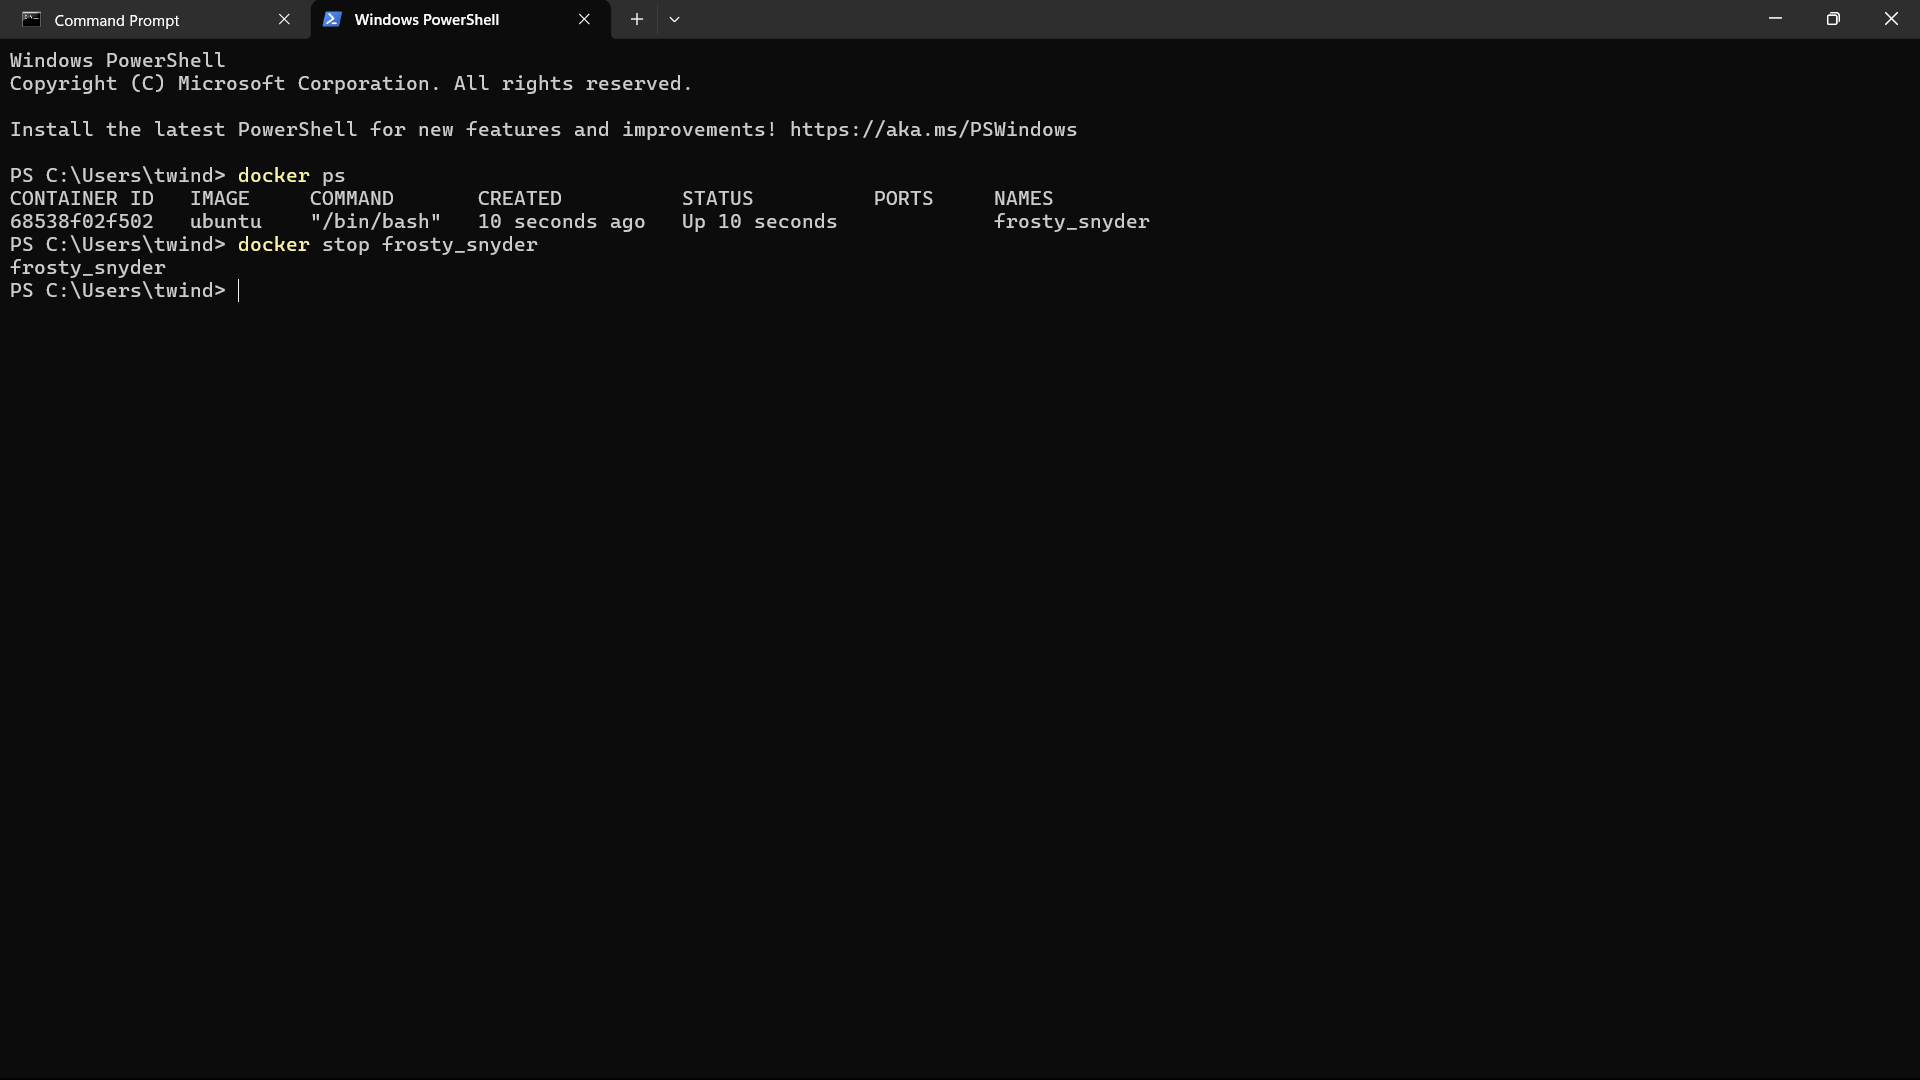 Command Prompt
Windows PowerShell
Windows PowerShell
Copyright (C) Microsoft Corporation. All rights reserved.
Install the latest PowerShell for new features and improvements! https://aka.ms/PSWindows
PS C:\Users\twind> docker ps
CONTAINER ID   IMAGE     COMMAND       CREATED          STATUS          PORTS     NAMES
68538f02f502   ubuntu    "/bin/bash"   10 seconds ago   Up 10 seconds             frosty_snyder
PS C:\Users\twind> docker stop frosty_snyder
frosty_snyder
PS C:\Users\twind>